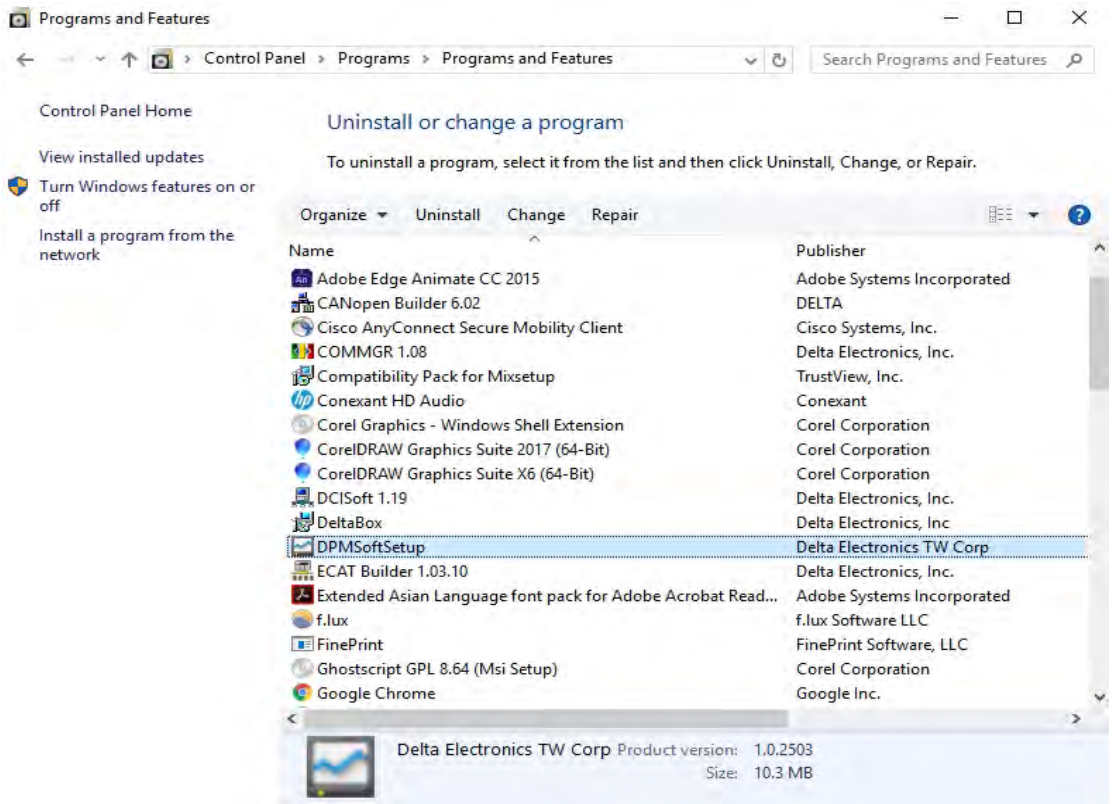 Programs and Features
Control Panel > Programs > Programs and Features
Search Programs and Features
Control Panel Home
View installed updates
Turn Windows features on or
off
Install a program from the
network
Uninstall or change a program
To uninstall a program, select it from the list and then click Uninstall, Change, or Repair.
Organize Uninstall Change Repair
Name Publisher
Adobe Edge Animate CC 2015 Adobe Systems Incorporated
CANopen Builder 6.02 DELTA
Cisco AnyConnect Secure Mobility Client Cisco Systems, Inc.
COMMGR 1.08 Delta Electronics, Inc.
Compatibility Pack for Mixsetup TrustView, Inc.
Conexant HD Audio Conexant
Corel Graphics - Windows Shell Extension Corel Corporation
CorelDRAW Graphics Suite 2017 (64-Bit) Corel Corporation
CorelDRAW Graphics Suite X6 (64-Bit) Corel Corporation
DCISoft 1.19 Delta Electronics, Inc.
DeltaBox Delta Electronics, Inc
DPMSoftSetup Delta Electronics TW Corp
ECAT Builder 1.03.10 Delta Electronics, Inc.
Extended Asian Language font pack for Adobe Acrobat Read... Adobe Systems Incorporated
f.lux f.lux Software LLC
FinePrint FinePrint Software, LLC
Ghostscript GPL 8.64 (Msi Setup) Corel Corporation
Google Chrome Google Inc.
Delta Electronics TW Corp Product version: 1.0.2503
Size: 10.3 MB